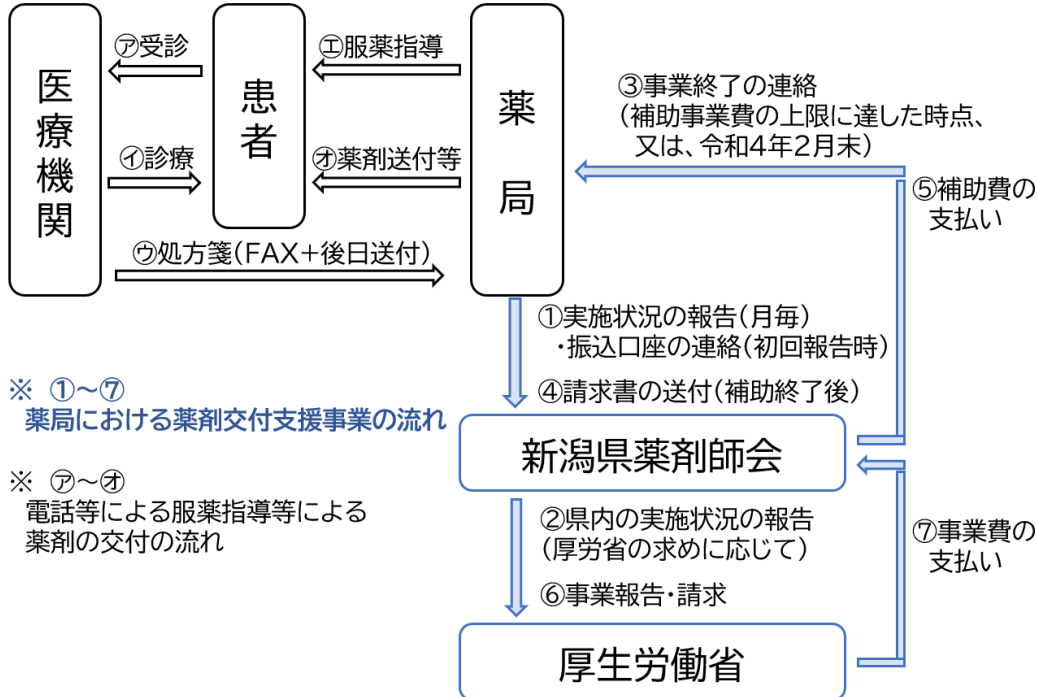 医療機関
㋐受診
㋑診療
患者
㋓服薬指導
㋔薬剤送付等
㋒処方箋(FAX+後日送付)
薬局
③事業終了の連絡
(補助事業費の上限に達した時点、
又は、令和4年2月末)
⑤補助費の
支払い
①実施状況の報告(月毎)
・振込口座の連絡(初回報告時)
④請求書の送付(補助終了後)
※ ①~⑦
薬局における薬剤交付支援事業の流れ
新潟県薬剤師会
※ ㋐~㋔
電話等による服薬指導等による
薬剤の交付の流れ
②県内の実施状況の報告
(厚労省の求めに応じて)
⑥事業報告・請求
⑦事業費の
支払い
厚生労働省